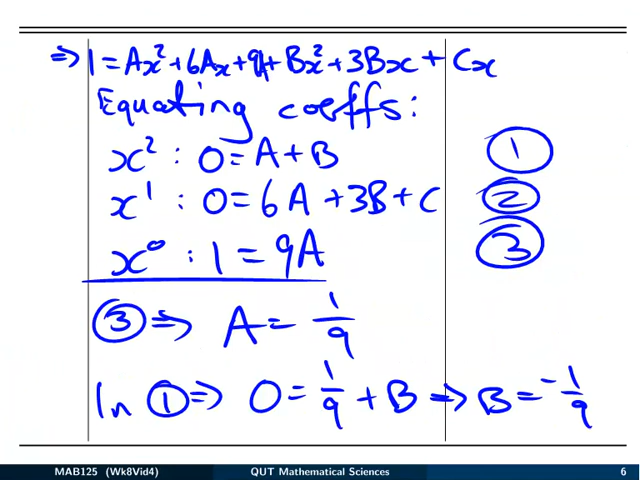 ⇒ 1 = Ax² + 6Ax + 9A + Bx² + 3Bx + Cx
Equating coeffs:
x² : 0 = A + B ①
x¹ : 0 = 6A + 3B + C ②
x⁰ : 1 = 9A ③
③ ⇒ A = 1/9
In ① ⇒ 0 = 1/9 + B ⇒ B = -1/9
MAB125 (Wk8Vid4) QUT Mathematical Sciences 6